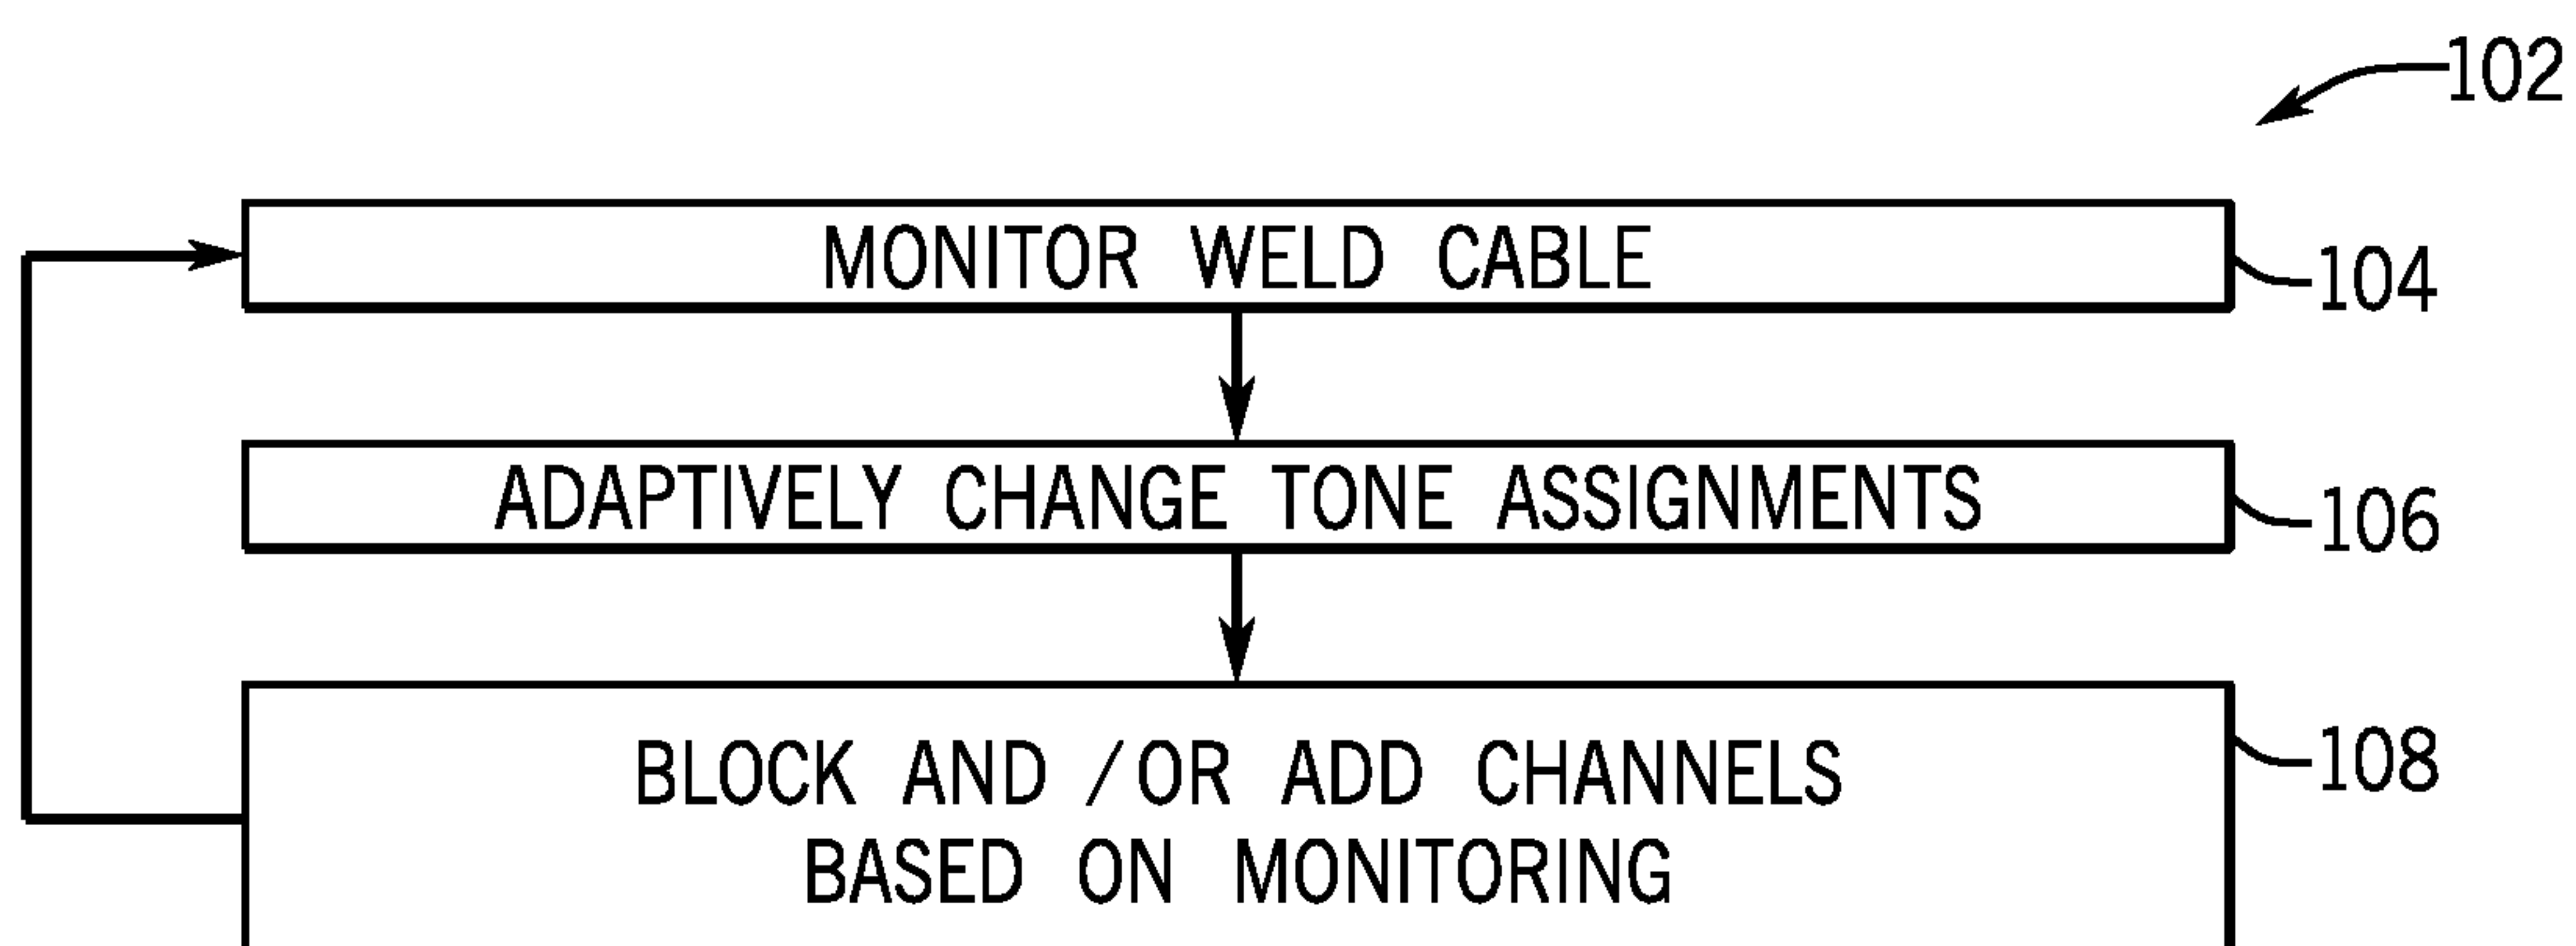 102
MONITOR WELD CABLE
104
ADAPTIVELY CHANGE TONE ASSIGNMENTS
106
BLOCK AND /OR ADD CHANNELS
BASED ON MONITORING
108